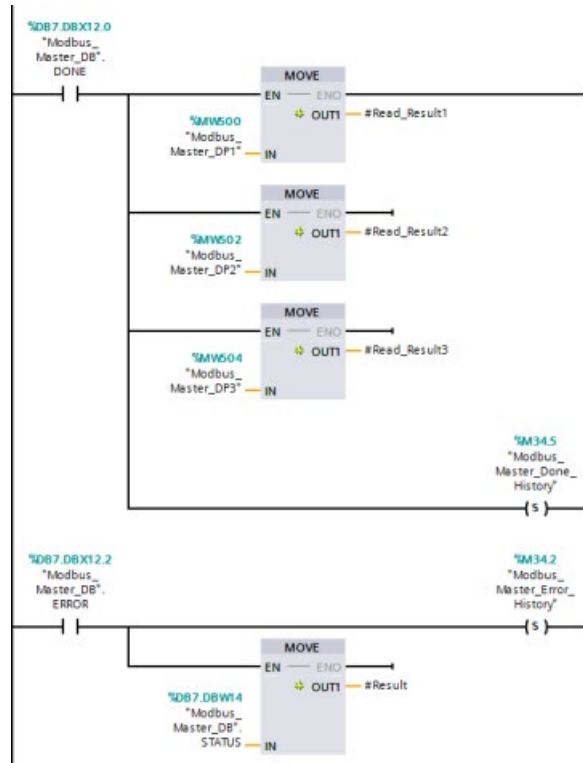 %DB7.DBX12.0
"Modbus_
Master_DB".
DONE
MOVE
EN ENO
%MW500
"Modbus_
Master_DP1"
OUT1 #Read_Result1
IN
MOVE
EN ENO
%MW502
"Modbus_
Master_DP2"
OUT1 #Read_Result2
IN
MOVE
EN ENO
%MW504
"Modbus_
Master_DP3"
OUT1 #Read_Result3
IN
%M34.5
"Modbus_
Master_Done_
History"
S
%DB7.DBX12.2
"Modbus_
Master_DB".
ERROR
%M34.2
"Modbus_
Master_Error_
History"
S
MOVE
EN ENO
OUT1 #Result
%DB7.DBW14
"Modbus_
Master_DB".
STATUS
IN